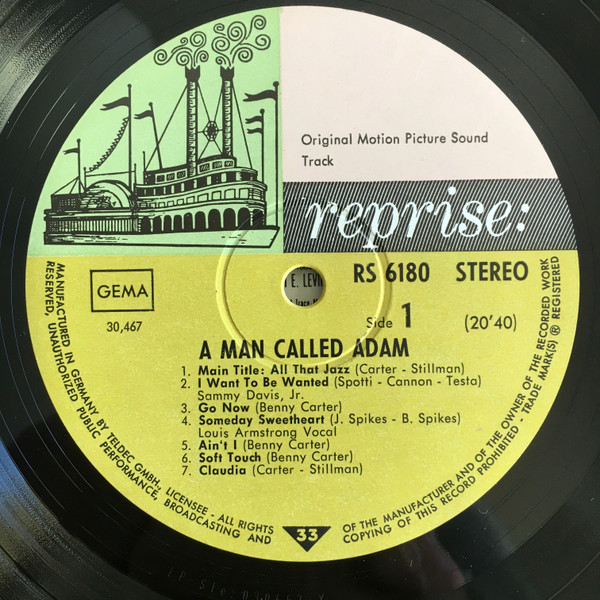 Original Motion Picture Sound
Track
reprise:
GEMA
30,467
E. LEVI
RS 6180 STEREO
Side 1 (20'40)
A MAN CALLED ADAM
1. Main Title: All That Jazz (Carter - Stillman)
2. I Want To Be Wanted (Spotti - Cannon - Testa)
Sammy Davis, Jr.
3. Go Now (Benny Carter)
4. Someday Sweetheart (J. Spikes - B. Spikes)
Louis Armstrong Vocal
5. Ain't I (Benny Carter)
6. Soft Touch (Benny Carter)
7. Claudia (Carter - Stillman)
33
MANUFACTURED IN GERMANY BY TELDEC GMBH., LICENSEE - ALL RIGHTS
RESERVED, UNAUTHORIZED PUBLIC PERFORMANCE, BROADCASTING AND
OF THE MANUFACTURER AND OF THE OWNER OF THE RECORDED WORK
COPYING OF THIS RECORD PROHIBITED - TRADE MARK(S) ® REGISTERED